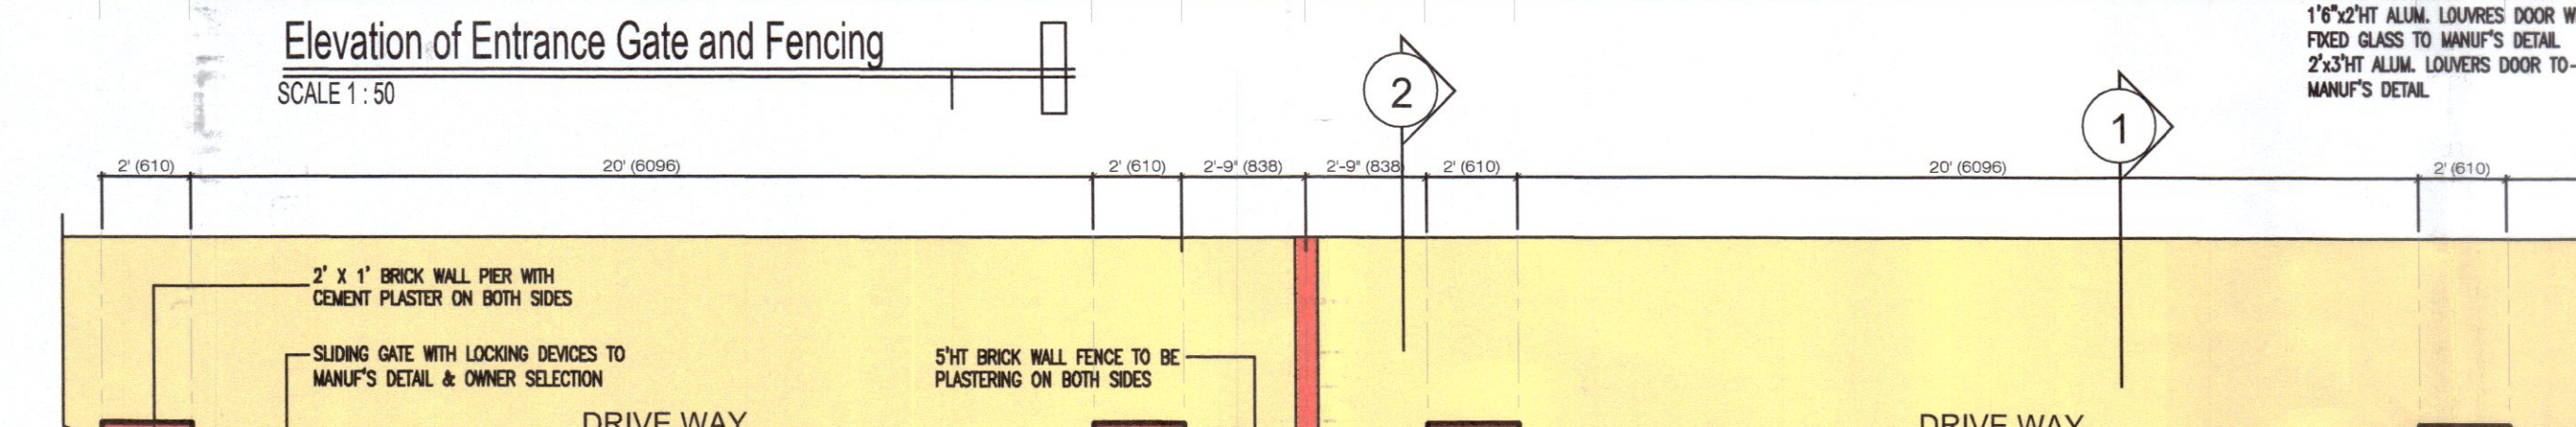 Elevation of Entrance Gate and Fencing
SCALE 1 : 50
1'6"x2'HT ALUM. LOUVRES DOOR W
FIXED GLASS TO MANUF'S DETAIL
2'x3'HT ALUM. LOUVERS DOOR TO
MANUF'S DETAIL
2
1
2' (610)
20' (6096)
2' (610)
2'-9" (838)
2'-9" (838)
2' (610)
20' (6096)
2' (610)
2' X 1' BRICK WALL PIER WITH
CEMENT PLASTER ON BOTH SIDES
SLIDING GATE WITH LOCKING DEVICES TO
MANUF'S DETAIL & OWNER SELECTION
5'HT BRICK WALL FENCE TO BE
PLASTERING ON BOTH SIDES
DRIVE WAY
DRIVE WAY